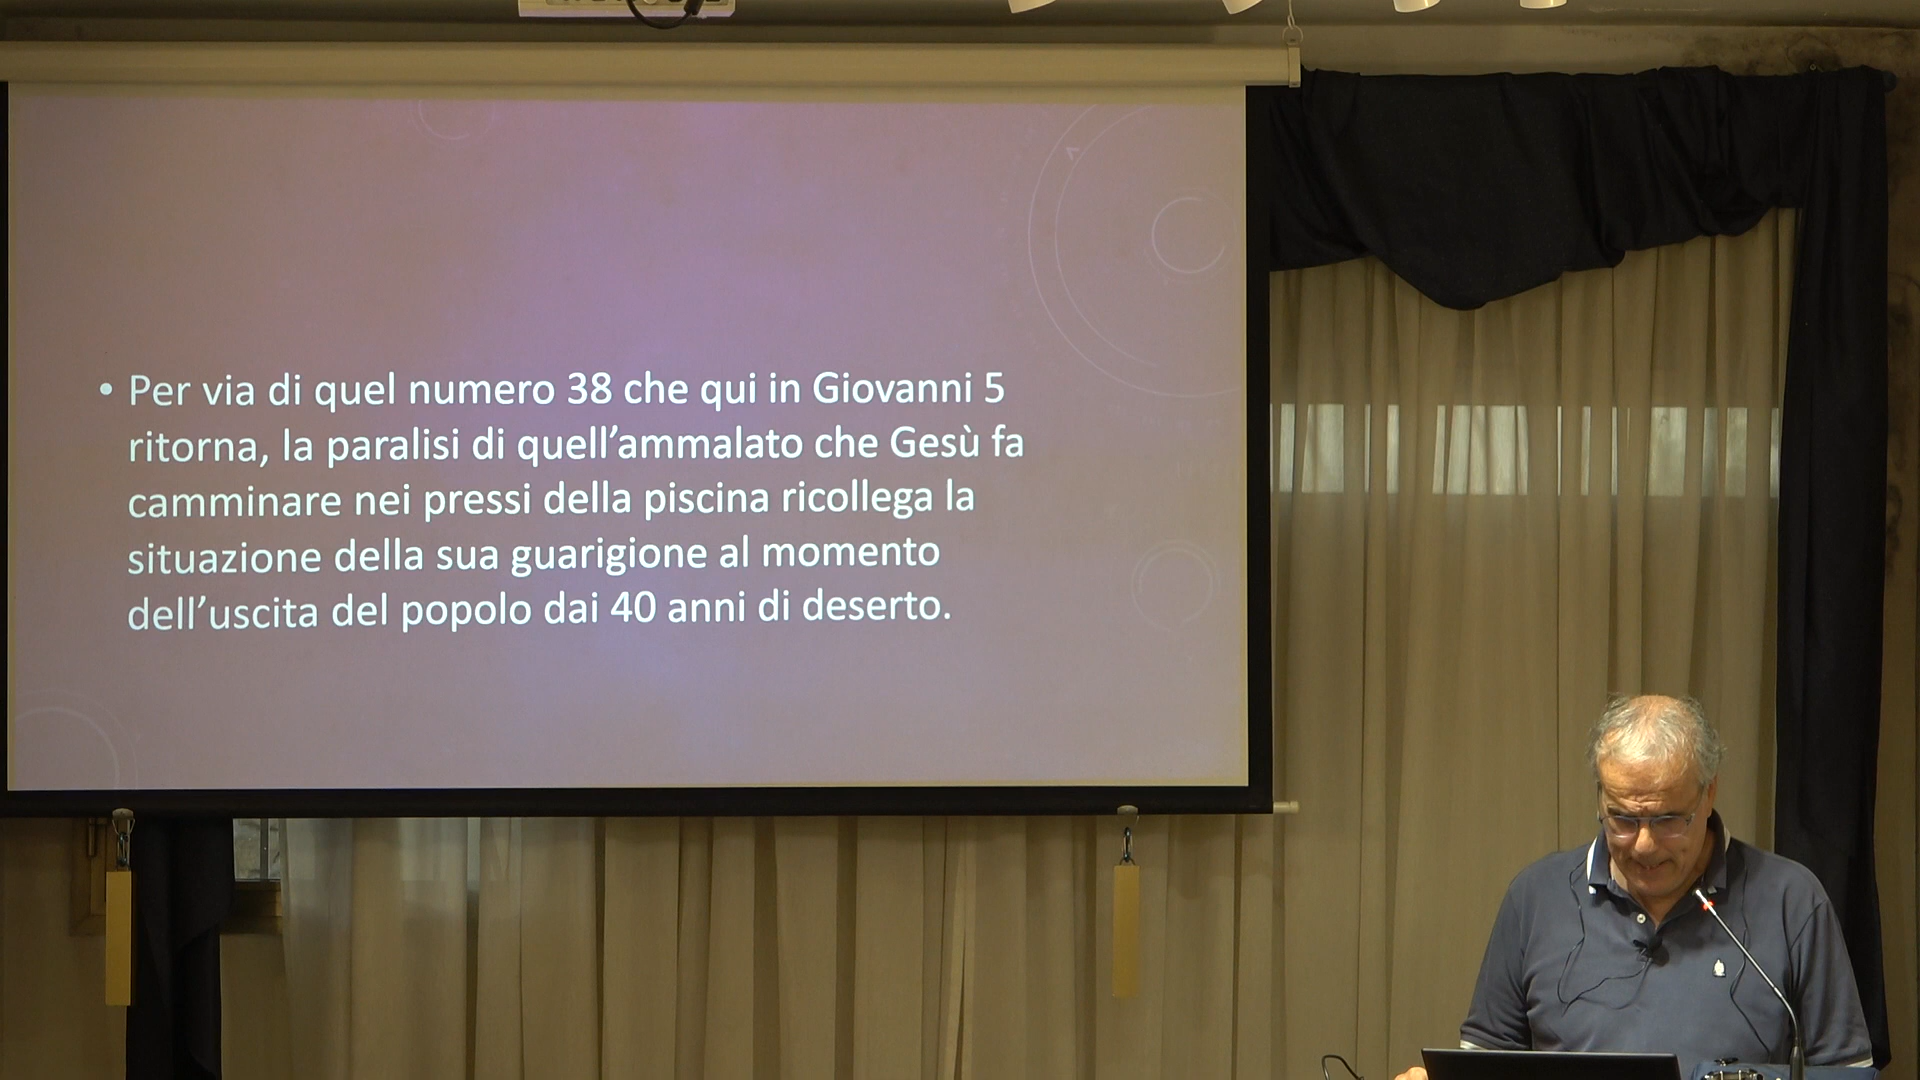 • Per via di quel numero 38 che qui in Giovanni 5
ritorna, la paralisi di quell’ammalato che Gesù fa
camminare nei pressi della piscina ricollega la
situazione della sua guarigione al momento
dell’uscita del popolo dai 40 anni di deserto.